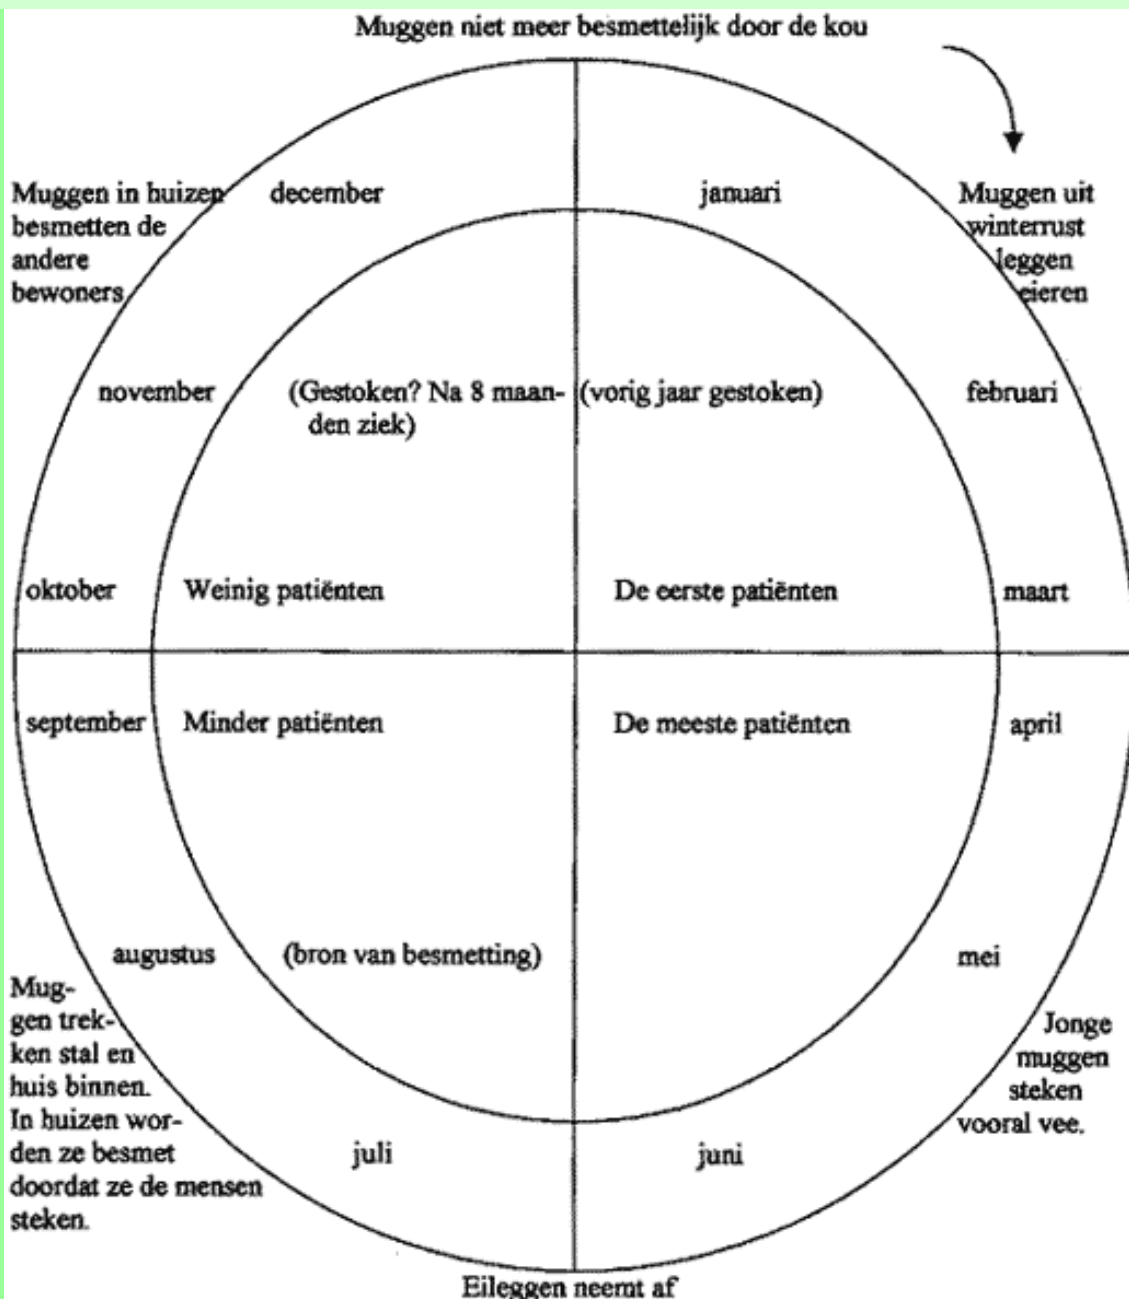 Muggen niet meer besmettelijk door de kou
Muggen in huizen
besmetten de
andere
bewoners
december
januari
Muggen uit
winterrust
leggen
eieren
november
(Gestoken? Na 8 maan-
den ziek)
(vorig jaar gestoken)
februari
oktober
Weinig patiënten
De eerste patiënten
maart
september
Minder patiënten
De meeste patiënten
april
augustus
(bron van besmetting)
mei
Mug-
gen trek-
ken stal en
huis binnen.
In huizen wor-
den ze besmet
doordat ze de mensen
steken.
Jonge
muggen
steken
vooral vee.
juli
juni
Eileggen neemt af